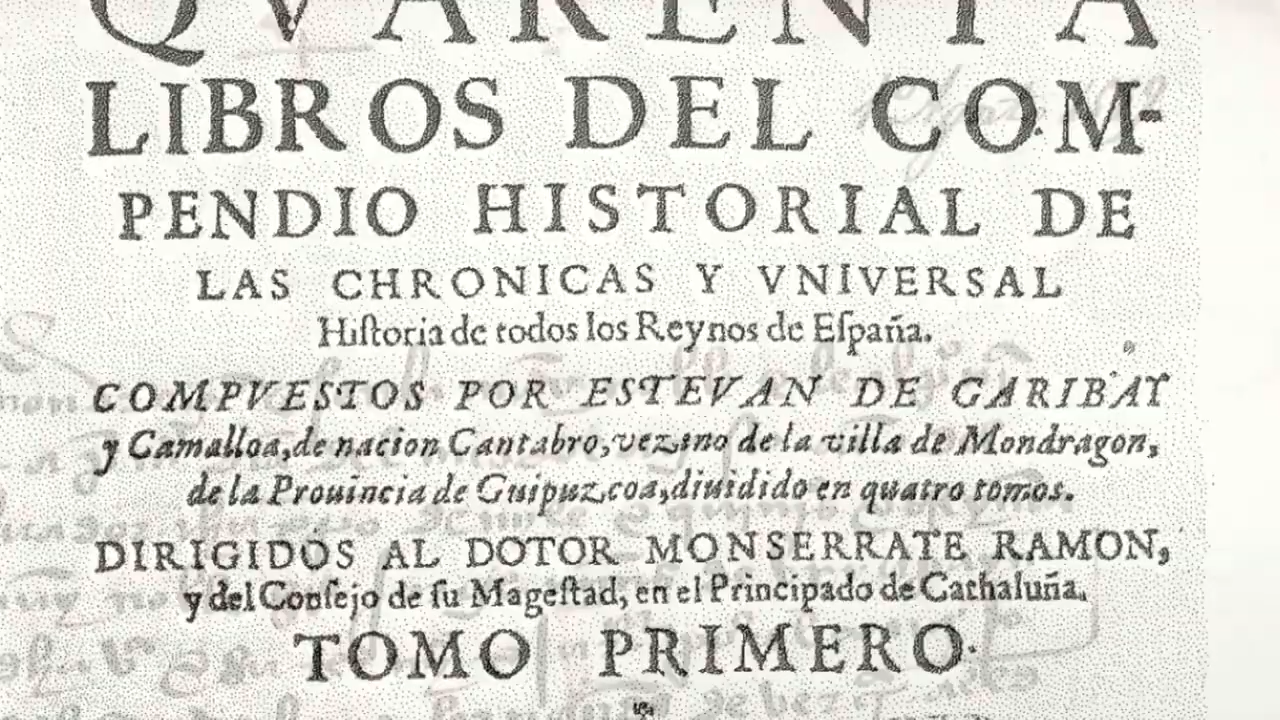 QVARENTA
LIBROS DEL COM-
PENDIO HISTORIAL DE
LAS CHRONICAS Y VNIVERSAL
Hiſtoria de todos los Reynos de Eſpaña.
COMPVESTOS POR ESTEVAN DE GARIBAY
y Camalloa, de nacion Cantabro, vezino de la villa de Mondragon,
de la Prouincia de Guipuzcoa, diuidido en quatro tomos.
DIRIGIDOS AL DOTOR MONSERRATE RAMON,
y del Conſejo de ſu Mageſtad, en el Principado de Cathaluña.
TOMO PRIMERO.